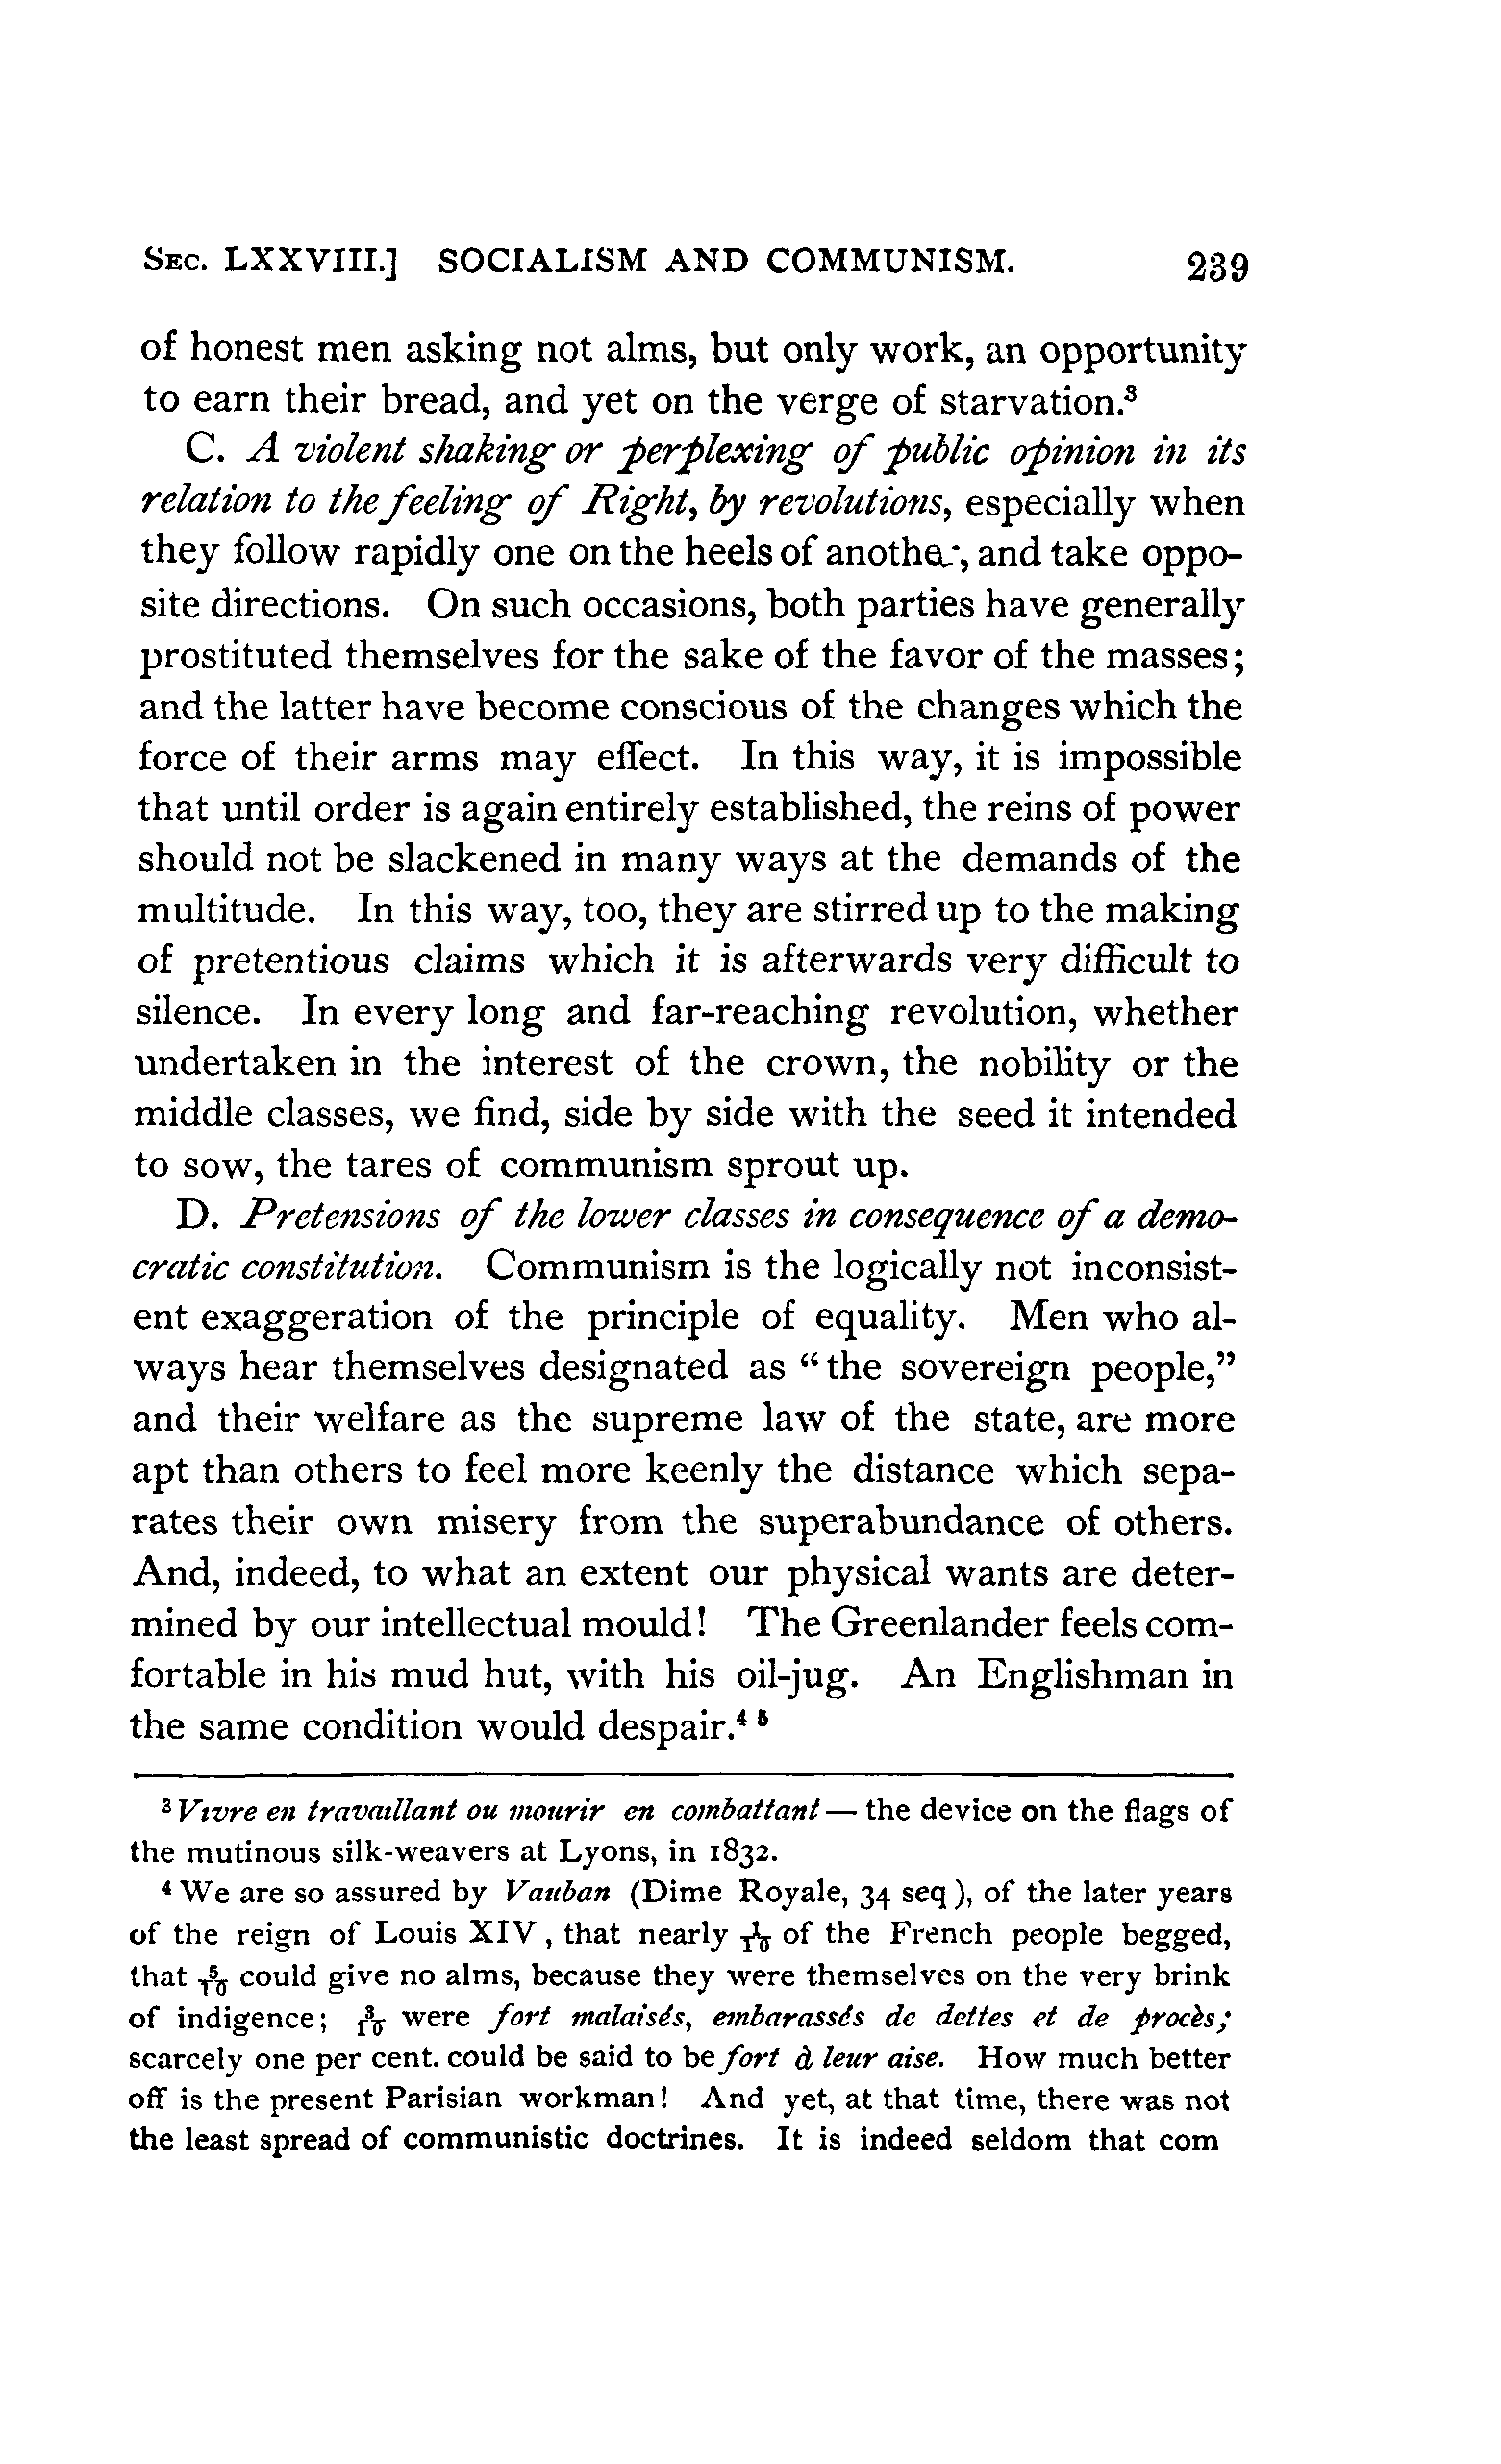 SEC. LXXVIII.] SOCIALISM AND COMMUNISM. 239
of honest men asking not alms, but only work, an opportunity
to earn their bread, and yet on the verge of starvation.³
C. A violent shaking or perplexing of public opinion in its
relation to the feeling of Right, by revolutions, especially when
they follow rapidly one on the heels of another, and take oppo-
site directions. On such occasions, both parties have generally
prostituted themselves for the sake of the favor of the masses;
and the latter have become conscious of the changes which the
force of their arms may effect. In this way, it is impossible
that until order is again entirely established, the reins of power
should not be slackened in many ways at the demands of the
multitude. In this way, too, they are stirred up to the making
of pretentious claims which it is afterwards very difficult to
silence. In every long and far-reaching revolution, whether
undertaken in the interest of the crown, the nobility or the
middle classes, we find, side by side with the seed it intended
to sow, the tares of communism sprout up.
D. Pretensions of the lower classes in consequence of a demo-
cratic constitution. Communism is the logically not inconsist-
ent exaggeration of the principle of equality. Men who al-
ways hear themselves designated as “the sovereign people,”
and their welfare as the supreme law of the state, are more
apt than others to feel more keenly the distance which sepa-
rates their own misery from the superabundance of others.
And, indeed, to what an extent our physical wants are deter-
mined by our intellectual mould! The Greenlander feels com-
fortable in his mud hut, with his oil-jug. An Englishman in
the same condition would despair.⁴ ⁵
³ Vivre en travaillant ou mourir en combattant — the device on the flags of
the mutinous silk-weavers at Lyons, in 1832.
⁴ We are so assured by Vauban (Dime Royale, 34 seq), of the later years
of the reign of Louis XIV, that nearly 1/10 of the French people begged,
that 5/10 could give no alms, because they were themselves on the very brink
of indigence; 3/10 were fort malaisés, embarassés de dettes et de procès;
scarcely one per cent. could be said to be fort à leur aise. How much better
off is the present Parisian workman! And yet, at that time, there was not
the least spread of communistic doctrines. It is indeed seldom that com